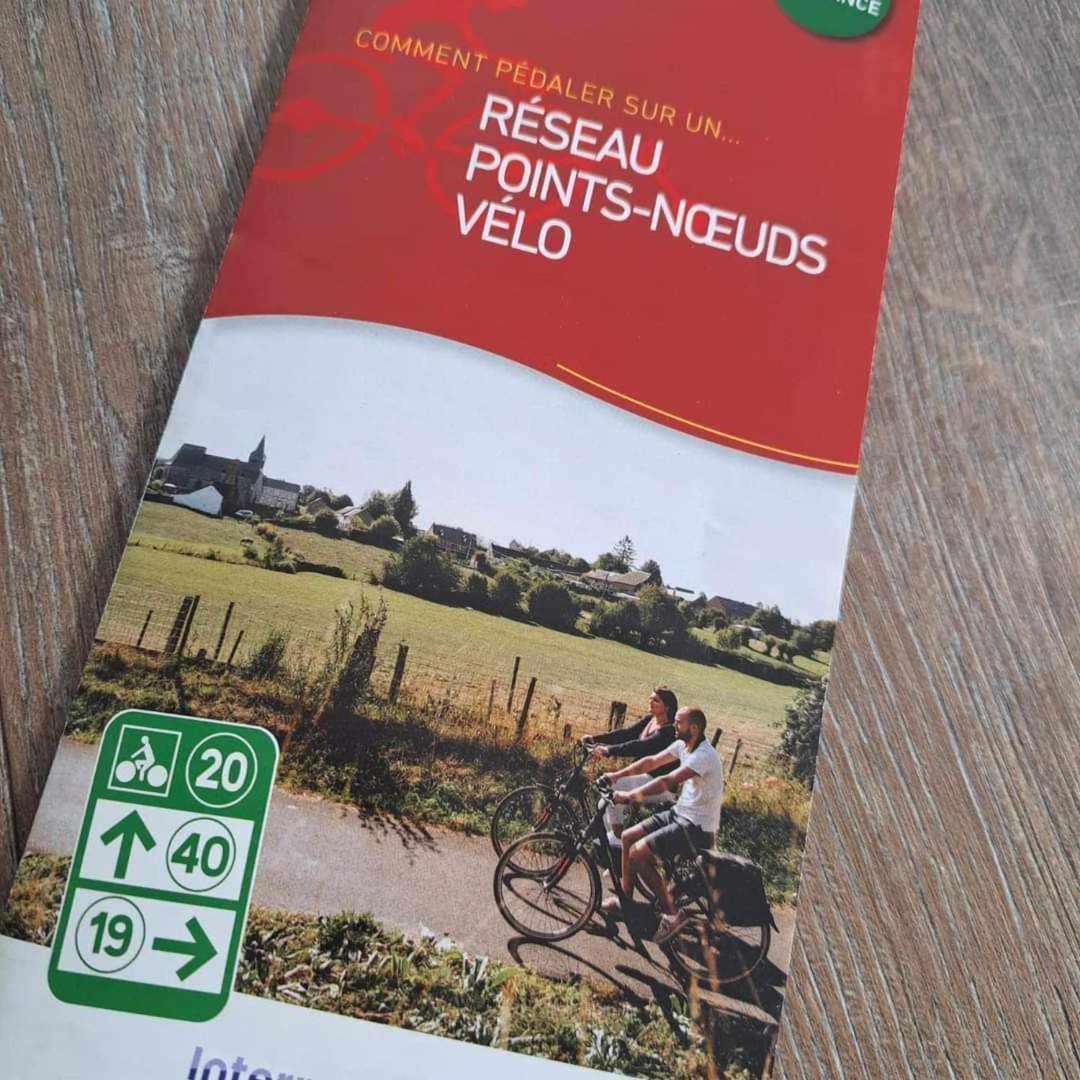 COMMENT PÉDALER SUR UN...
RÉSEAU
POINTS-NŒUDS
VÉLO
20
40
19